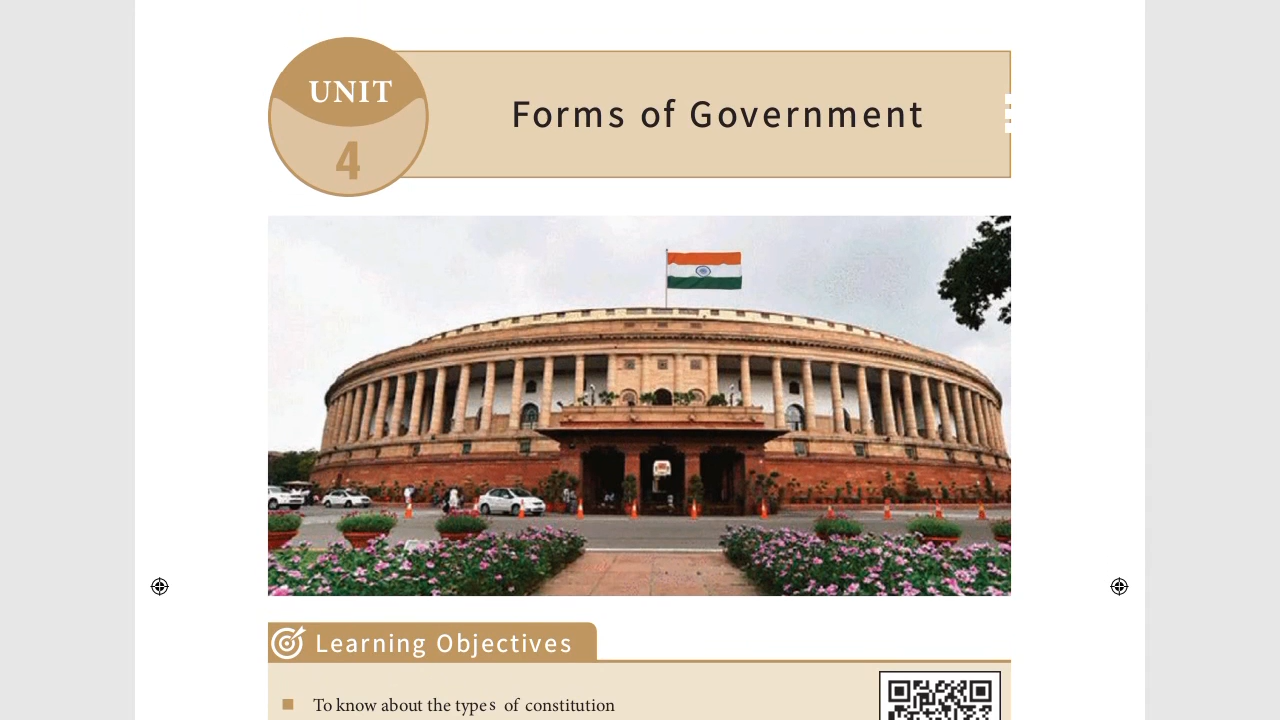 UNIT
4
Forms of Government
Learning Objectives
To know about the types of constitution